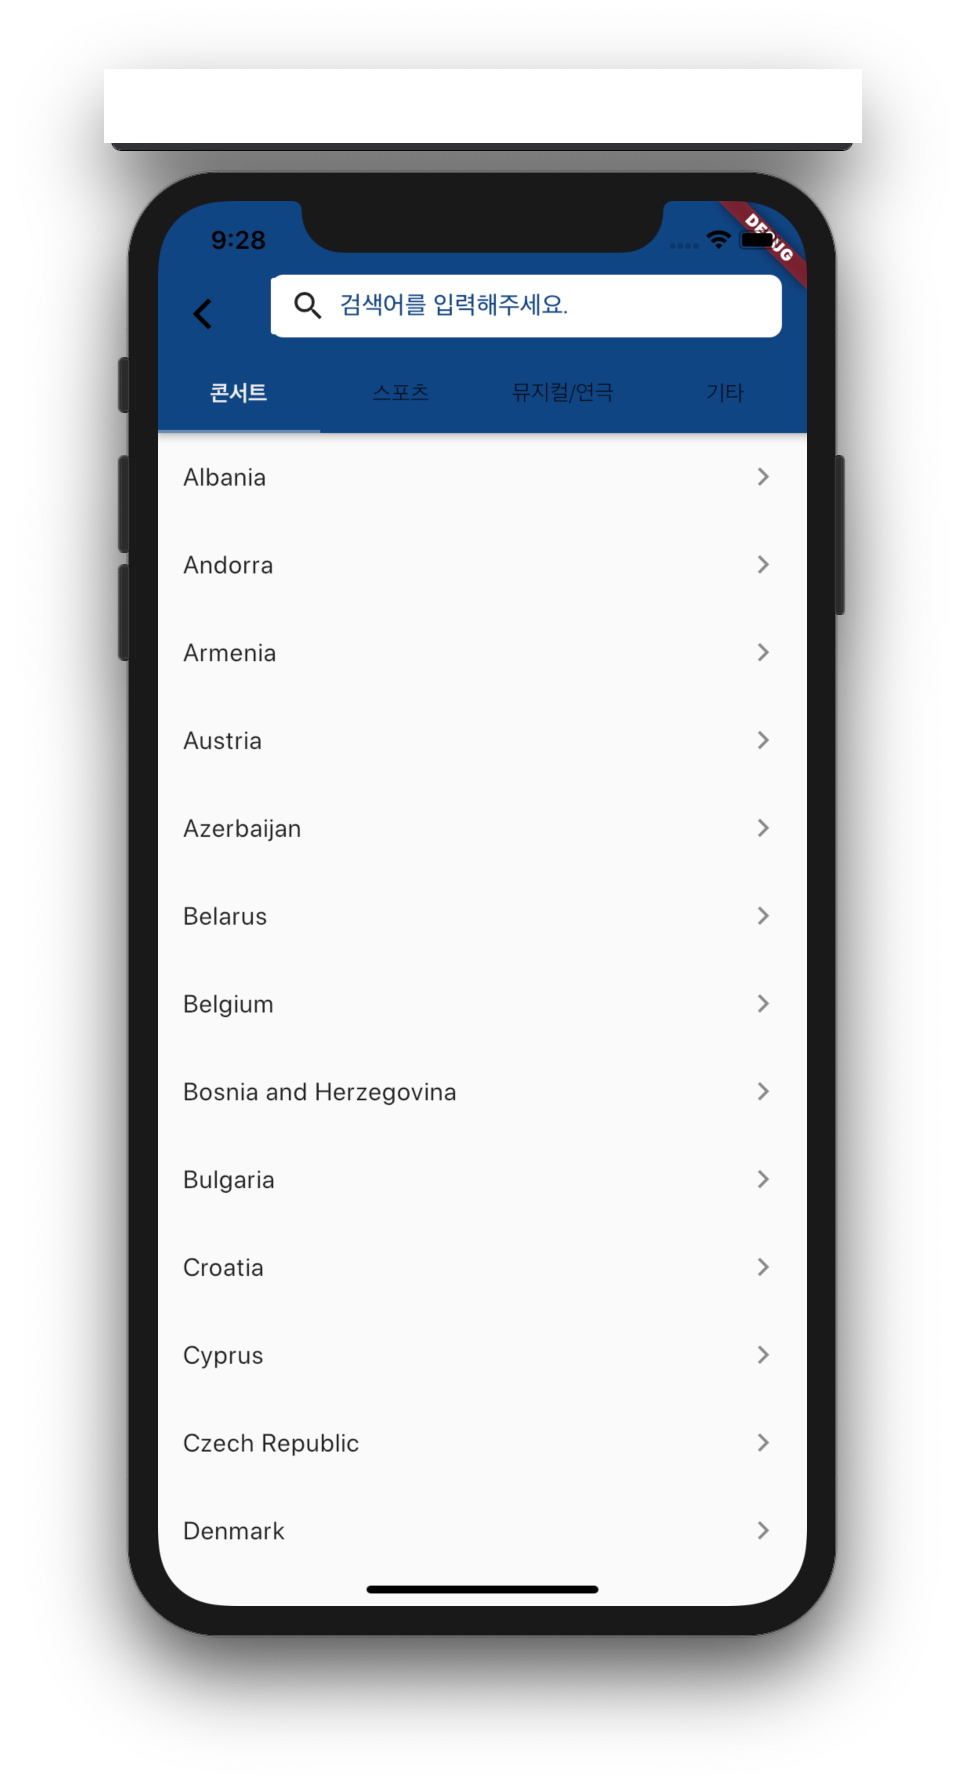 9:28
DEBUG
검색어를 입력해주세요.
콘서트 스포츠 뮤지컬/연극 기타
Albania
Andorra
Armenia
Austria
Azerbaijan
Belarus
Belgium
Bosnia and Herzegovina
Bulgaria
Croatia
Cyprus
Czech Republic
Denmark